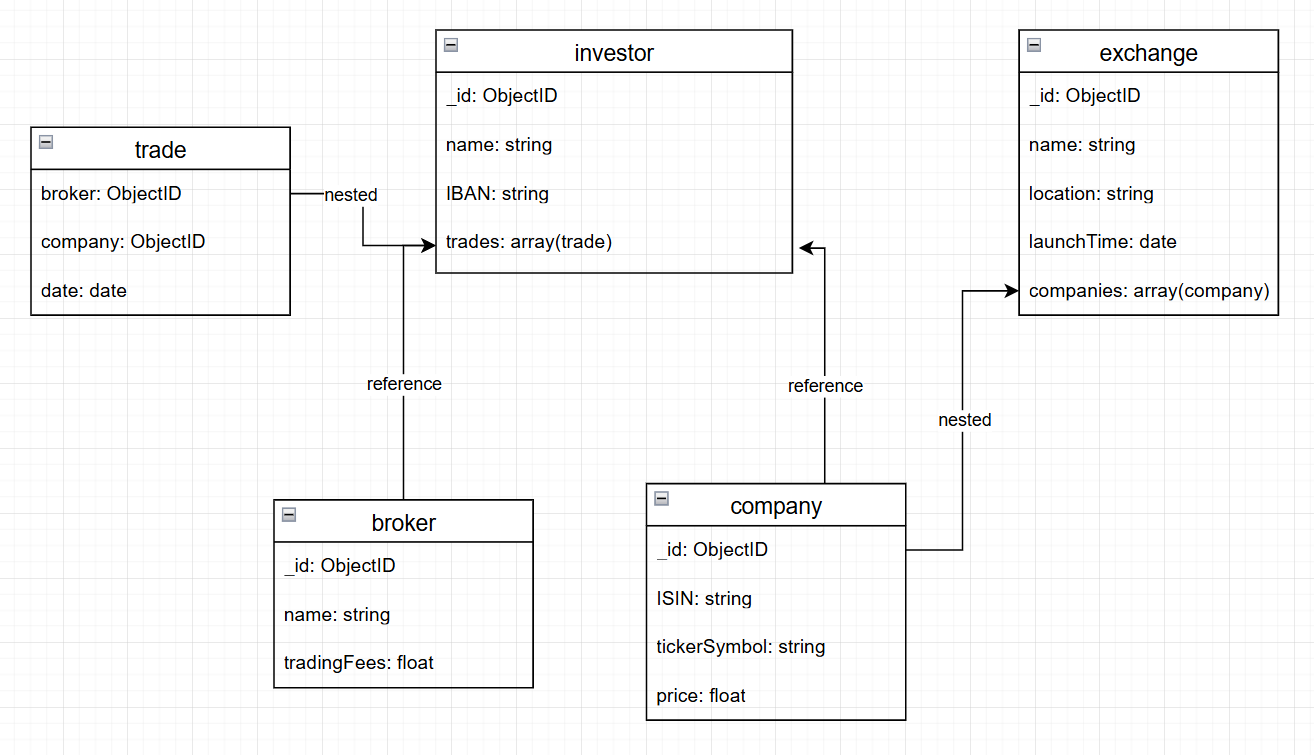 investor
_id: ObjectID
name: string
IBAN: string
trades: array(trade)
exchange
_id: ObjectID
name: string
location: string
launchTime: date
companies: array(company)
trade
broker: ObjectID
company: ObjectID
date: date
nested
reference
reference
nested
broker
_id: ObjectID
name: string
tradingFees: float
company
_id: ObjectID
ISIN: string
tickerSymbol: string
price: float